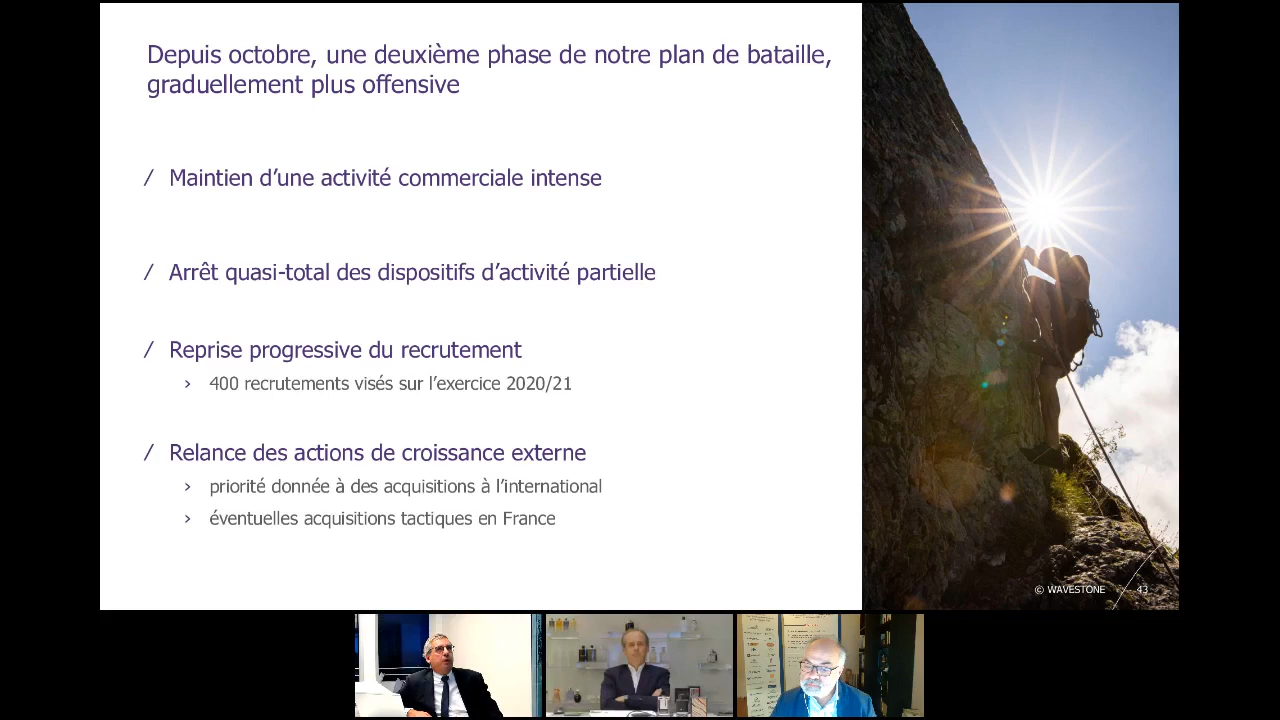 Depuis octobre, une deuxième phase de notre plan de bataille,
graduellement plus offensive
/ Maintien d’une activité commerciale intense
/ Arrêt quasi-total des dispositifs d’activité partielle
/ Reprise progressive du recrutement
› 400 recrutements visés sur l’exercice 2020/21
/ Relance des actions de croissance externe
› priorité donnée à des acquisitions à l’international
› éventuelles acquisitions tactiques en France
© WAVESTONE 43